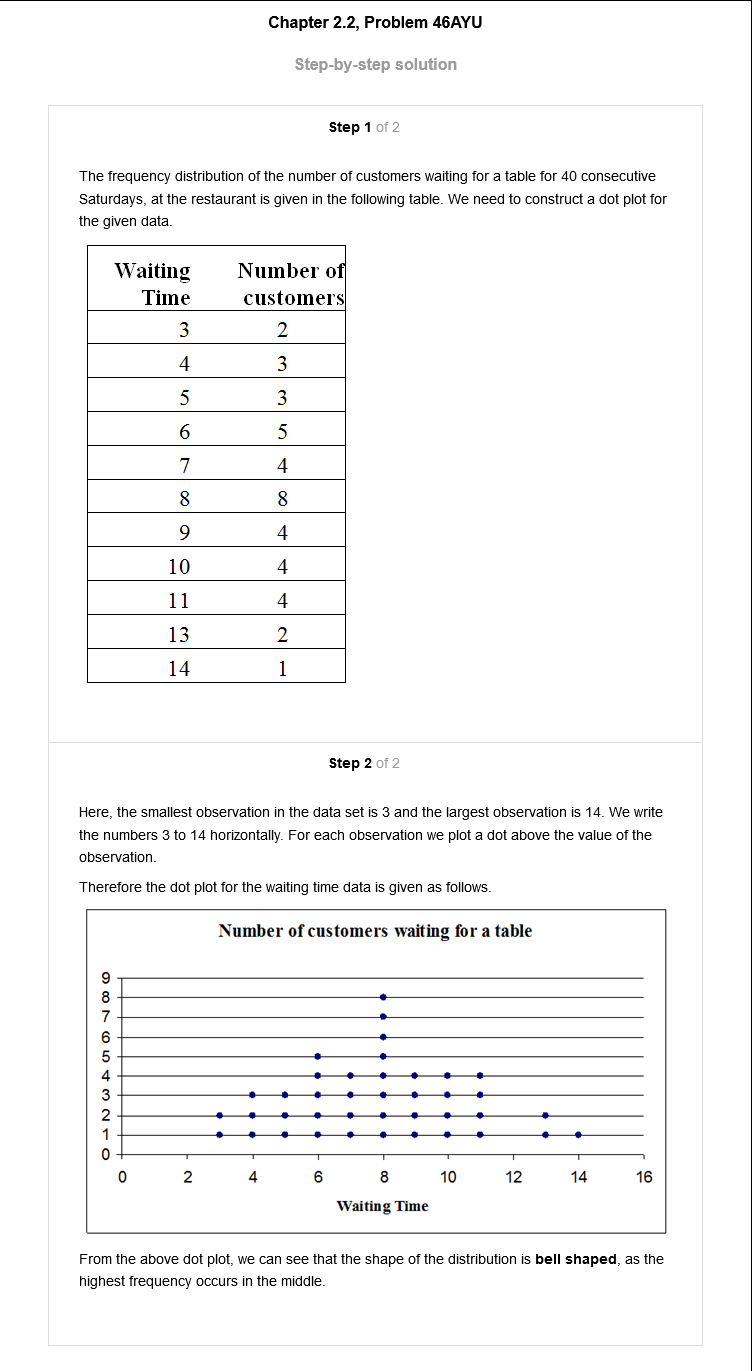 Chapter 2.2, Problem 46AYU
Step-by-step solution
Step 1 of 2
The frequency distribution of the number of customers waiting for a table for 40 consecutive
Saturdays, at the restaurant is given in the following table. We need to construct a dot plot for
the given data.
Waiting Number of
Time customers
3 2
4 3
5 3
6 5
7 4
8 8
9 4
10 4
11 4
13 2
14 1
Step 2 of 2
Here, the smallest observation in the data set is 3 and the largest observation is 14. We write
the numbers 3 to 14 horizontally. For each observation we plot a dot above the value of the
observation.
Therefore the dot plot for the waiting time data is given as follows.
Number of customers waiting for a table
9
8
7
6
5
4
3
2
1
0
0 2 4 6 8 10 12 14 16
Waiting Time
From the above dot plot, we can see that the shape of the distribution is bell shaped, as the
highest frequency occurs in the middle.